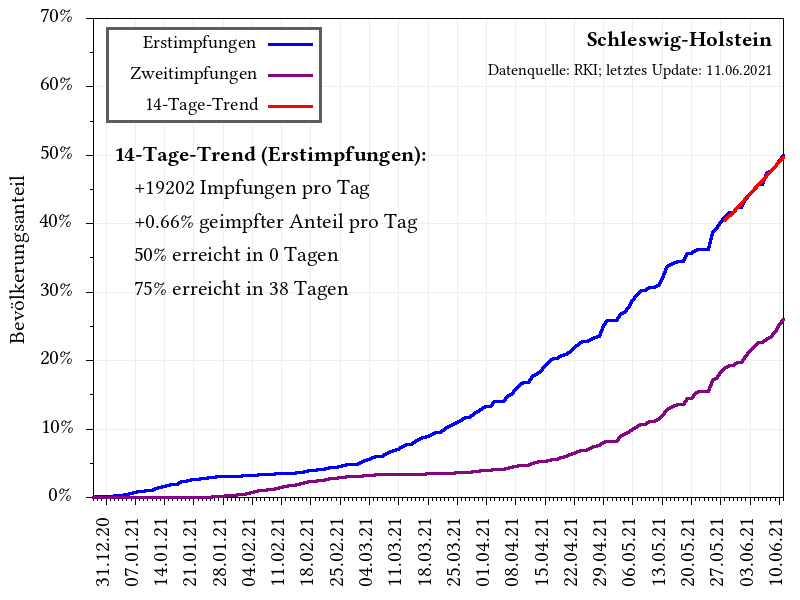 70%
60%
50%
40%
30%
20%
10%
0%
Bevölkerungsanteil
Erstimpfungen
Zweitimpfungen
14-Tage-Trend
Schleswig-Holstein
Datenquelle: RKI; letztes Update: 11.06.2021
14-Tage-Trend (Erstimpfungen):
+19202 Impfungen pro Tag
+0.66% geimpfter Anteil pro Tag
50% erreicht in 0 Tagen
75% erreicht in 38 Tagen
31.12.20
07.01.21
14.01.21
21.01.21
28.01.21
04.02.21
11.02.21
18.02.21
25.02.21
04.03.21
11.03.21
18.03.21
25.03.21
01.04.21
08.04.21
15.04.21
22.04.21
29.04.21
06.05.21
13.05.21
20.05.21
27.05.21
03.06.21
10.06.21